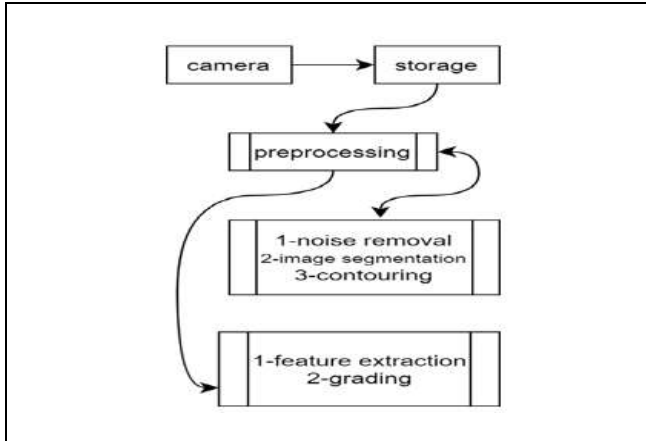 camera
storage
preprocessing
1-noise removal
2-image segmentation
3-contouring
1-feature extraction
2-grading